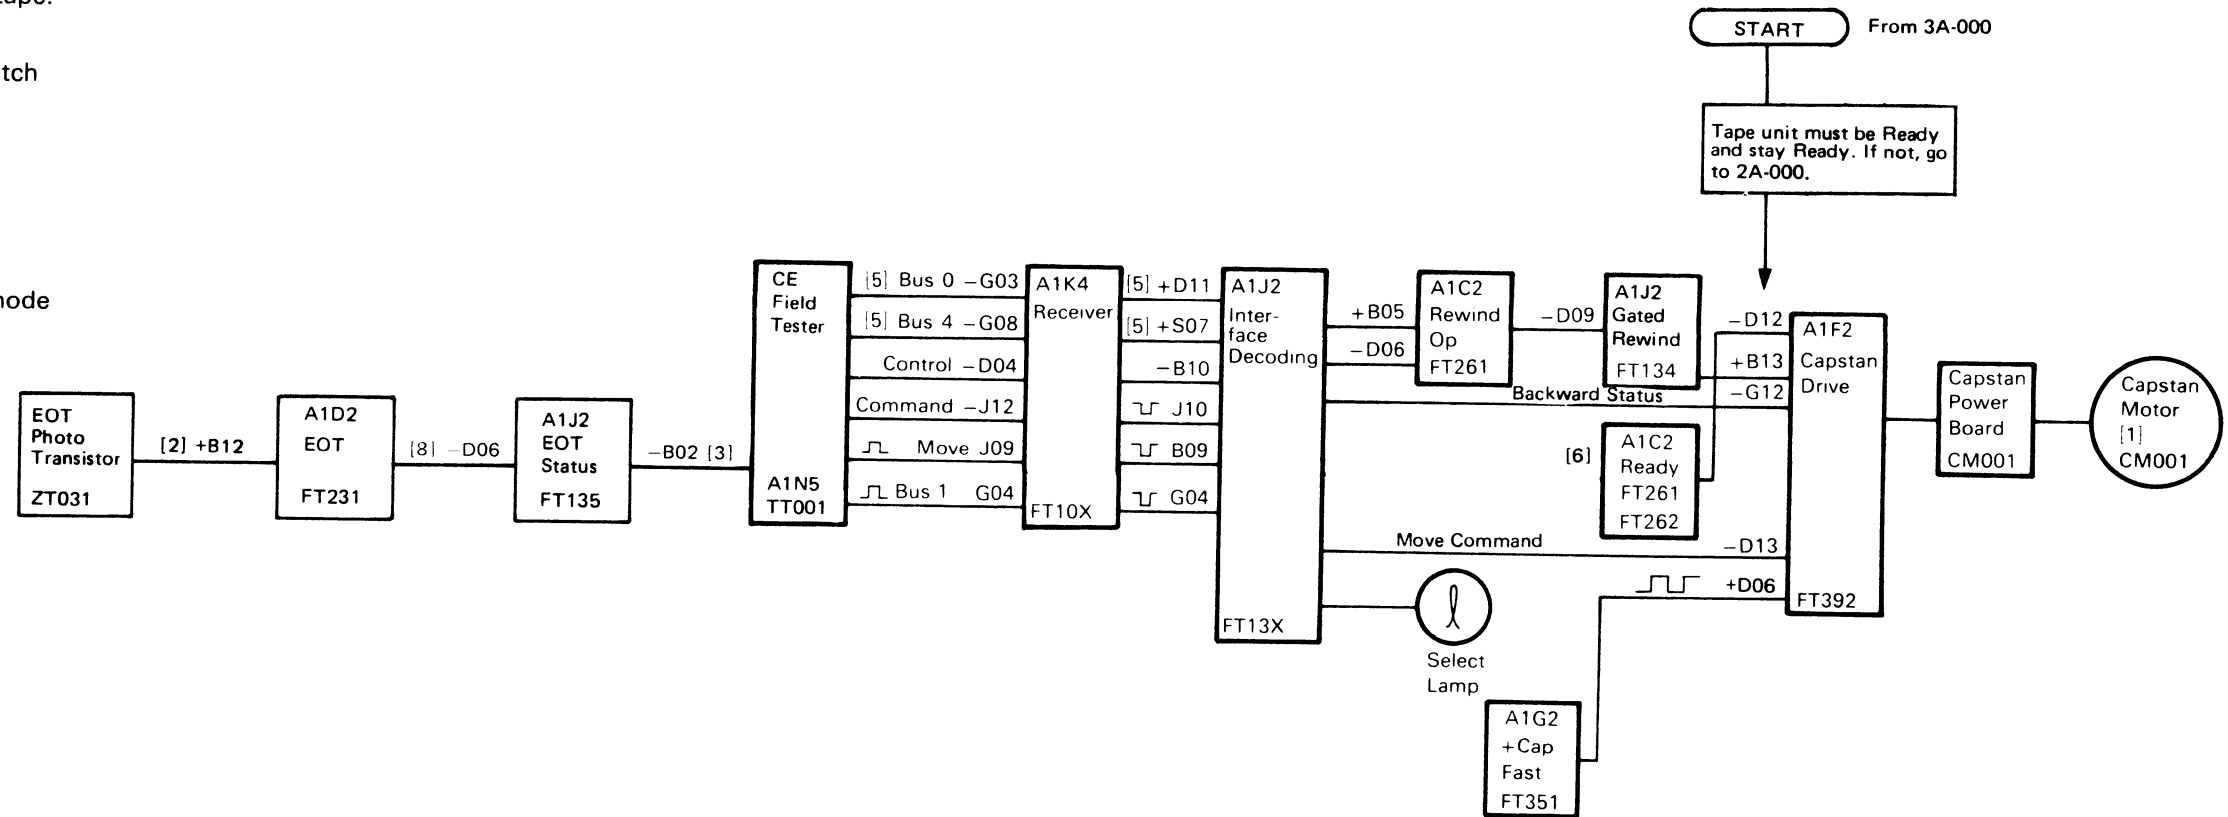 tape.
tch
node
START From 3A-000
Tape unit must be Ready
and stay Ready. If not, go
to 2A-000.
EOT
Photo
Transistor
ZT031
[2] +B12
A1D2
EOT
FT231
[8] -D06
A1J2
EOT
Status
FT135
-B02 [3]
CE
Field
Tester
A1N5
TT001
[5] Bus 0 -G03
[5] Bus 4 -G08
Control -D04
Command -J12
Move J09
Bus 1 G04
A1K4
Receiver
FT10X
[5] +D11
[5] +S07
-B10
J10
B09
G04
A1J2
Inter-
face
Decoding
FT13X
+B05
-D06
A1C2
Rewind
Op
FT261
-D09
A1J2
Gated
Rewind
FT134
Backward Status
-D12
+B13
-G12
[6]
A1C2
Ready
FT261
FT262
Move Command -D13
+D06
Select
Lamp
A1G2
+Cap
Fast
FT351
A1F2
Capstan
Drive
FT392
Capstan
Power
Board
CM001
Capstan
Motor
[1]
CM001